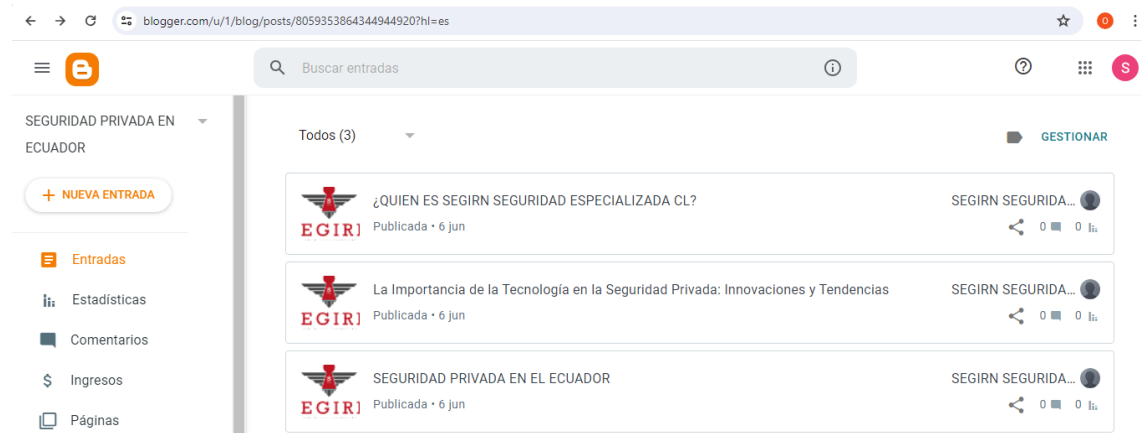 blogger.com/u/1/blog/posts/8059353864344944920?hl=es
O
Buscar entradas
S
SEGURIDAD PRIVADA EN
ECUADOR
NUEVA ENTRADA
Entradas
Estadísticas
Comentarios
Ingresos
Páginas
Todos (3)
GESTIONAR
EGIRI
¿QUIEN ES SEGIRN SEGURIDAD ESPECIALIZADA CL?
Publicada • 6 jun
SEGIRN SEGURIDA...
0 0
EGIRI
La Importancia de la Tecnología en la Seguridad Privada: Innovaciones y Tendencias
Publicada • 6 jun
SEGIRN SEGURIDA...
0 0
EGIRI
SEGURIDAD PRIVADA EN EL ECUADOR
Publicada • 6 jun
SEGIRN SEGURIDA...
0 0